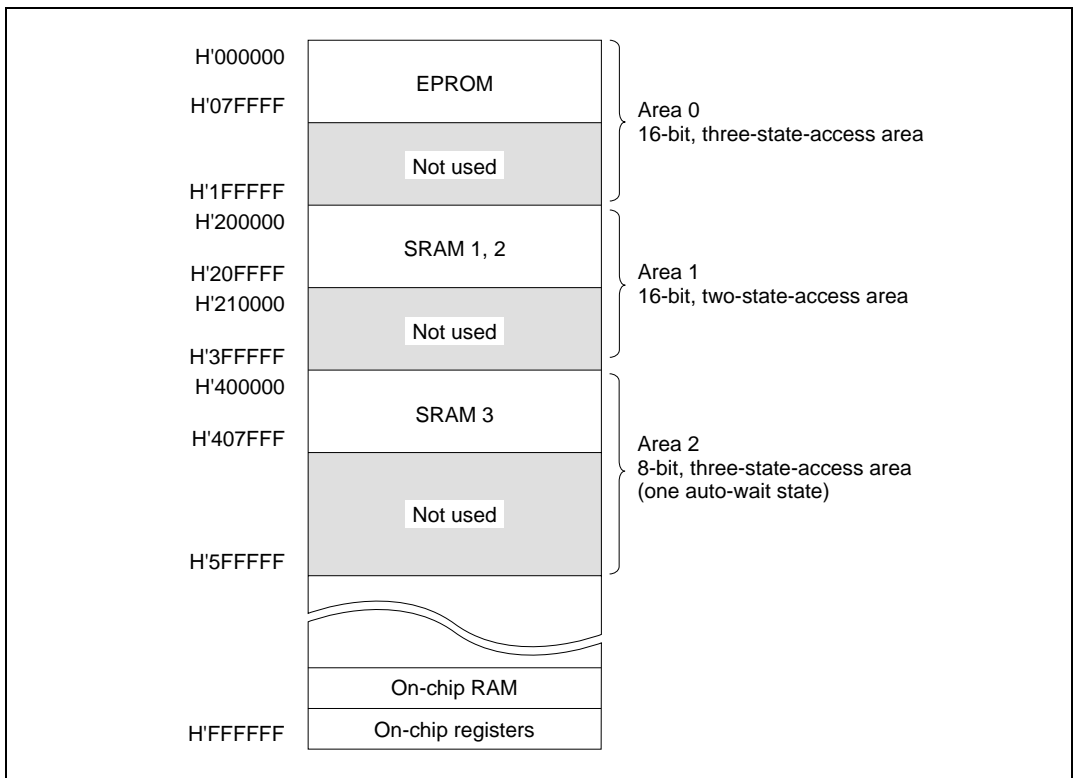 H'000000
EPROM
H'07FFFF
Area 0
16-bit, three-state-access area
Not used
H'1FFFFF
H'200000
SRAM 1, 2
H'20FFFF
Area 1
16-bit, two-state-access area
H'210000
Not used
H'3FFFFF
H'400000
SRAM 3
H'407FFF
Area 2
8-bit, three-state-access area
(one auto-wait state)
Not used
H'5FFFFF
On-chip RAM
H'FFFFFF
On-chip registers